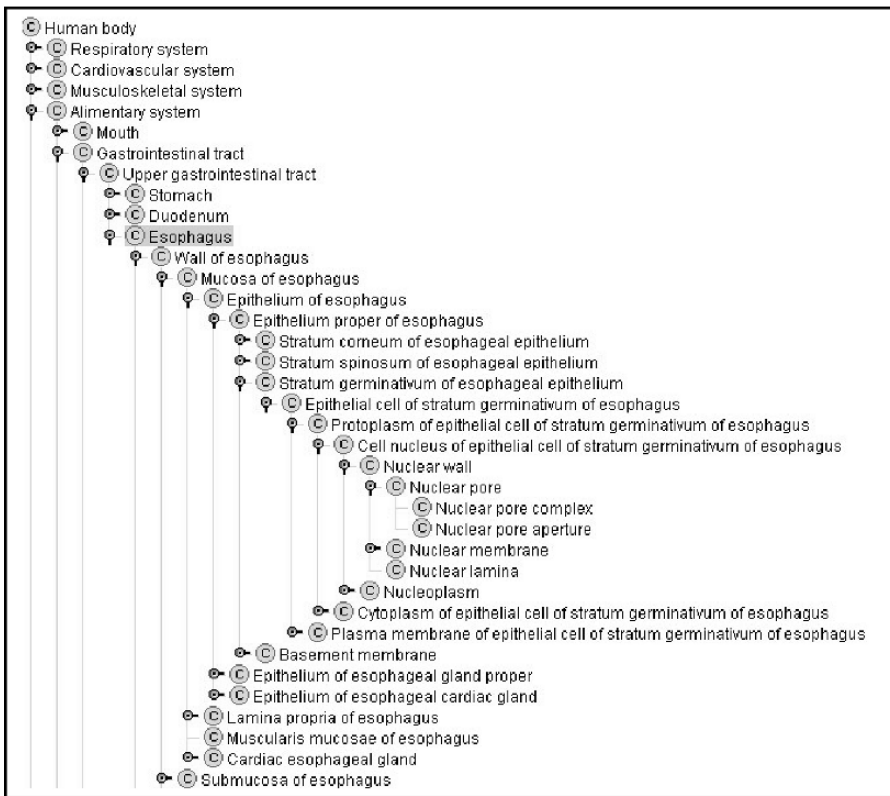 C Human body
C Respiratory system
C Cardiovascular system
C Musculoskeletal system
C Alimentary system
C Mouth
C Gastrointestinal tract
C Upper gastrointestinal tract
C Stomach
C Duodenum
C Esophagus
C Wall of esophagus
C Mucosa of esophagus
C Epithelium of esophagus
C Epithelium proper of esophagus
C Stratum corneum of esophageal epithelium
C Stratum spinosum of esophageal epithelium
C Stratum germinativum of esophageal epithelium
C Epithelial cell of stratum germinativum of esophagus
C Protoplasm of epithelial cell of stratum germinativum of esophagus
C Cell nucleus of epithelial cell of stratum germinativum of esophagus
C Nuclear wall
C Nuclear pore
C Nuclear pore complex
C Nuclear pore aperture
C Nuclear membrane
C Nuclear lamina
C Nucleoplasm
C Cytoplasm of epithelial cell of stratum germinativum of esophagus
C Plasma membrane of epithelial cell of stratum germinativum of esophagus
C Basement membrane
C Epithelium of esophageal gland proper
C Epithelium of esophageal cardiac gland
C Lamina propria of esophagus
C Muscularis mucosae of esophagus
C Cardiac esophageal gland
C Submucosa of esophagus